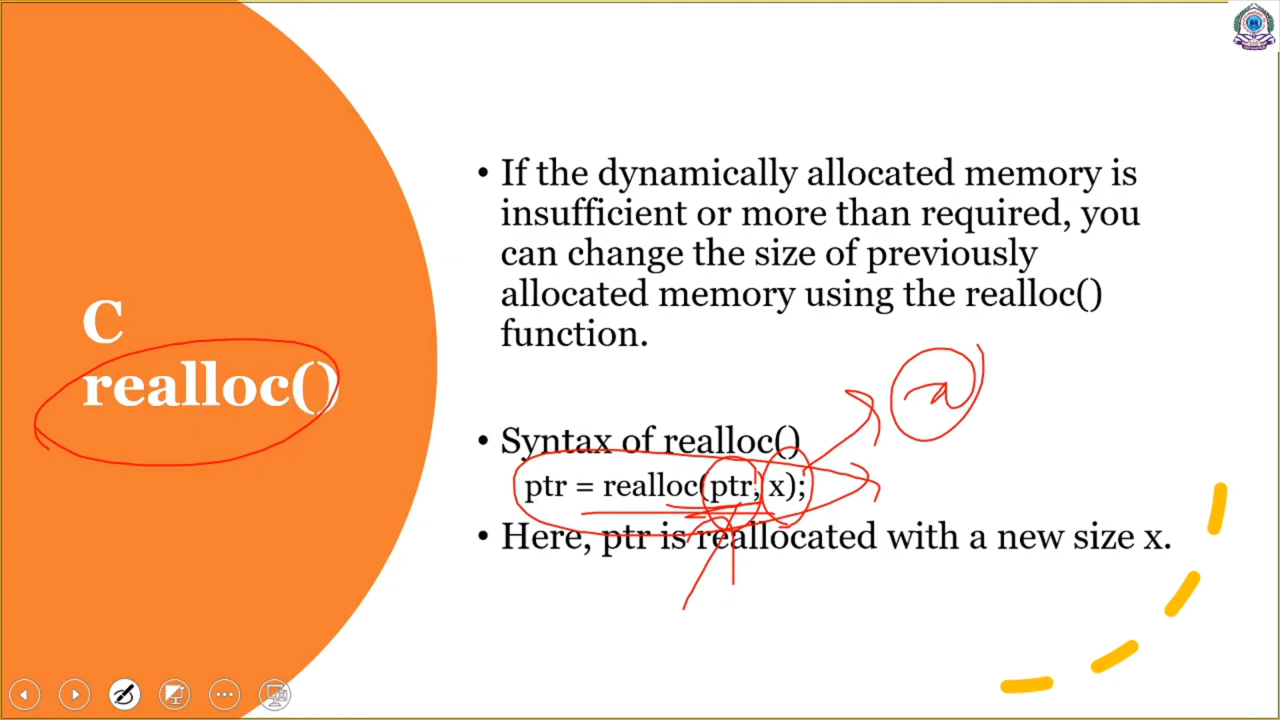 C
realloc()
• If the dynamically allocated memory is
insufficient or more than required, you
can change the size of previously
allocated memory using the realloc()
function.
• Syntax of realloc()
ptr = realloc(ptr, x);
• Here, ptr is reallocated with a new size x.